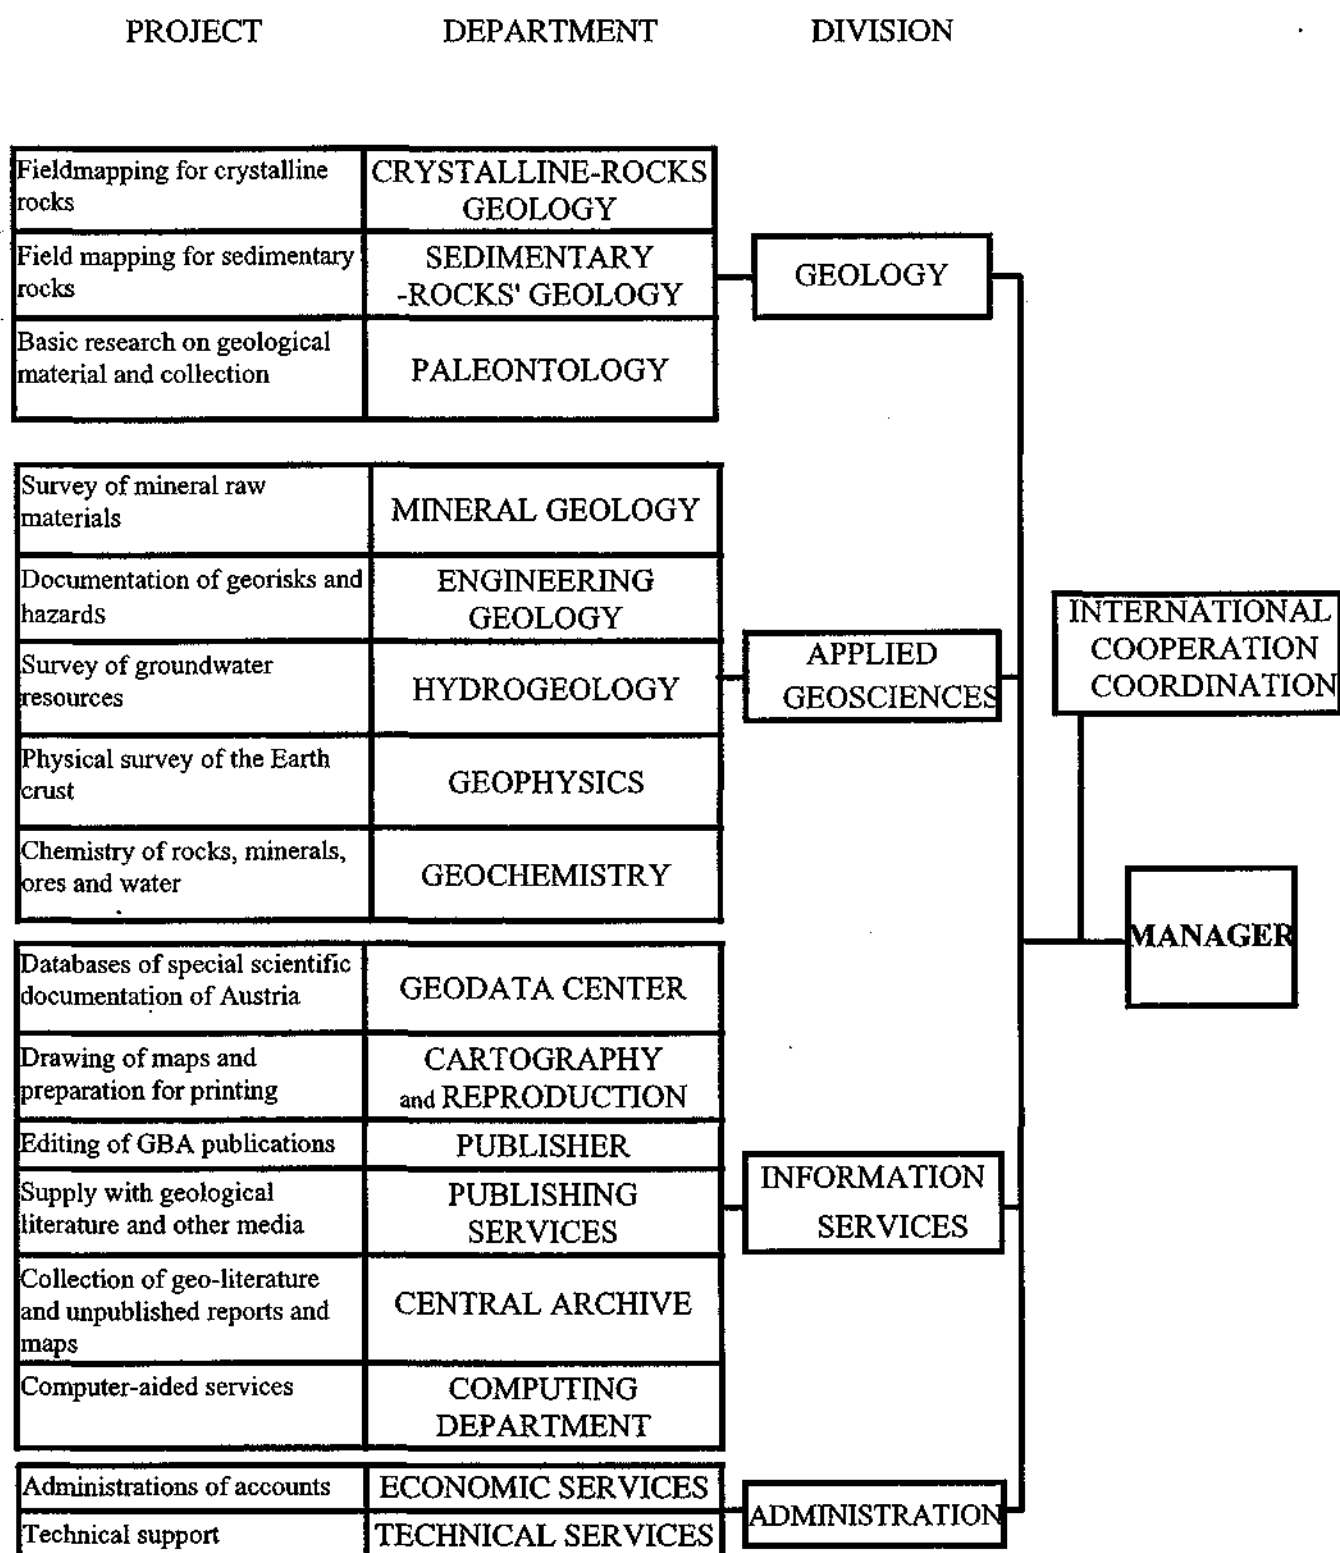 PROJECT DEPARTMENT DIVISION
Fieldmapping for crystalline
rocks
CRYSTALLINE-ROCKS
GEOLOGY
Field mapping for sedimentary
rocks
SEDIMENTARY
-ROCKS' GEOLOGY
Basic research on geological
material and collection
PALEONTOLOGY
GEOLOGY
Survey of mineral raw
materials
MINERAL GEOLOGY
Documentation of georisks and
hazards
ENGINEERING
GEOLOGY
Survey of groundwater
resources
HYDROGEOLOGY
Physical survey of the Earth
crust
GEOPHYSICS
Chemistry of rocks, minerals,
ores and water
GEOCHEMISTRY
APPLIED
GEOSCIENCES
INTERNATIONAL
COOPERATION
COORDINATION
MANAGER
Databases of special scientific
documentation of Austria
GEODATA CENTER
Drawing of maps and
preparation for printing
CARTOGRAPHY
and REPRODUCTION
Editing of GBA publications
PUBLISHER
Supply with geological
literature and other media
PUBLISHING
SERVICES
Collection of geo-literature
and unpublished reports and
maps
CENTRAL ARCHIVE
Computer-aided services
COMPUTING
DEPARTMENT
INFORMATION
SERVICES
Administrations of accounts
ECONOMIC SERVICES
Technical support
TECHNICAL SERVICES
ADMINISTRATION